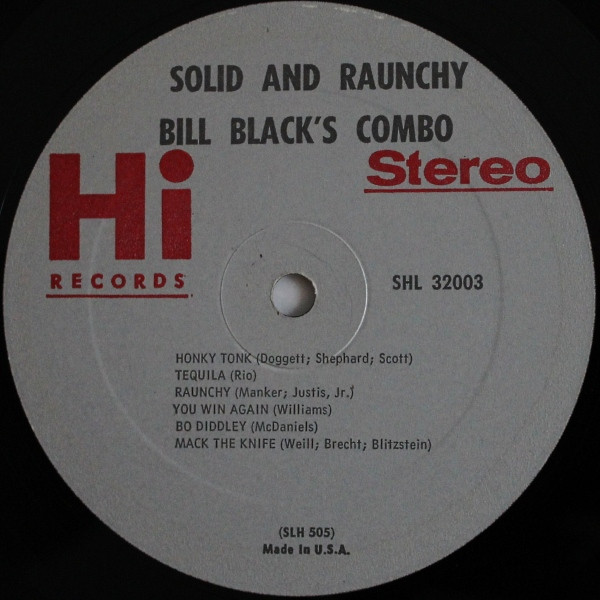 SOLID AND RAUNCHY
BILL BLACK'S COMBO
Hi
RECORDS
Stereo
SHL 32003
HONKY TONK (Doggett; Shephard; Scott)
TEQUILA (Rio)
RAUNCHY (Manker; Justis, Jr.)
YOU WIN AGAIN (Williams)
BO DIDDLEY (McDaniels)
MACK THE KNIFE (Weill; Brecht; Blitzstein)
(SLH 505)
Made In U.S.A.